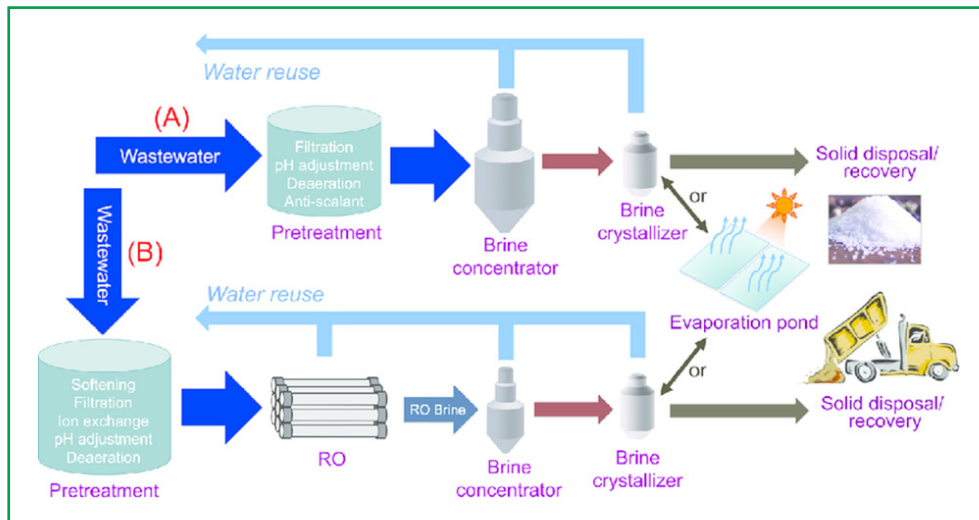 Water reuse
(A)
Wastewater
Filtration
pH adjustment
Deaeration
Anti-scalant
Pretreatment
Brine
concentrator
Brine
crystallizer
or
Solid disposal/
recovery
Evaporation pond
Wastewater
(B)
Water reuse
Softening
Filtration
Ion exchange
pH adjustment
Deaeration
Pretreatment
RO
RO Brine
Brine
concentrator
Brine
crystallizer
or
Solid disposal/
recovery